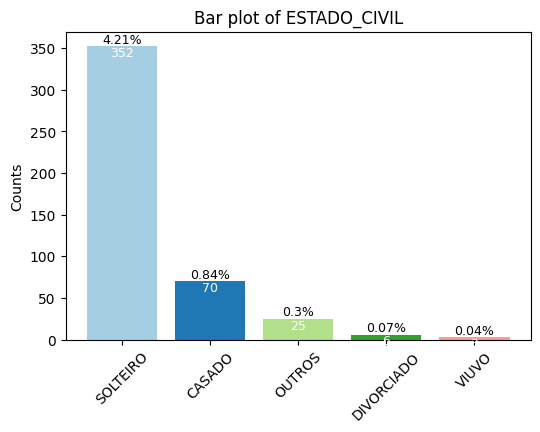 Bar plot of ESTADO_CIVIL
Counts
350
300
250
200
150
100
50
0
4.21%
352
0.84%
70
0.3%
25
0.07%
6
0.04%
SOLTEIRO
CASADO
OUTROS
DIVORCIADO
VIUVO